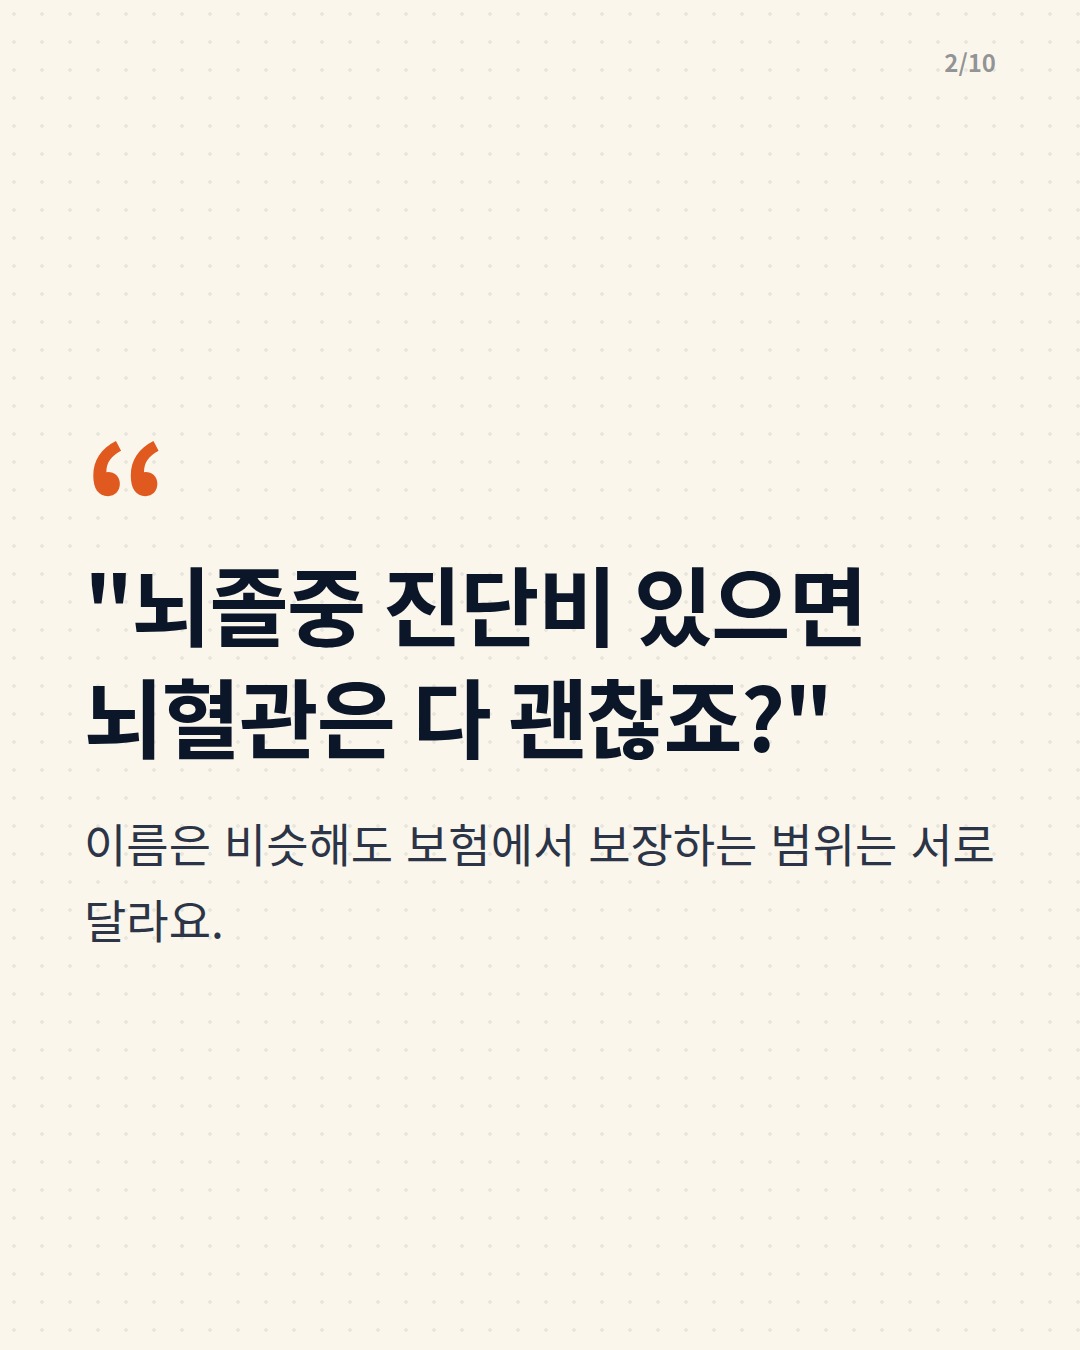 2/10
“
"뇌졸중 진단비 있으면
뇌혈관은 다 괜찮죠?"
이름은 비슷해도 보험에서 보장하는 범위는 서로
달라요.